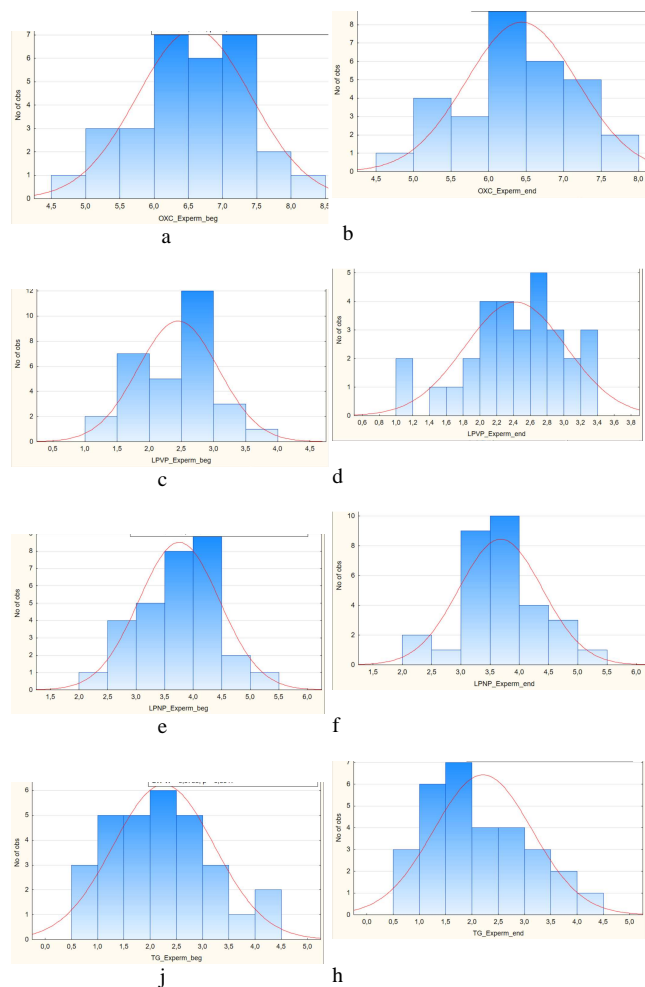 No of obs
7
6
5
4
3
2
1
0
4,5 5,0 5,5 6,0 6,5 7,0 7,5 8,0 8,5
OXC_Experm_beg
a
No of obs
8
7
6
5
4
3
2
1
0
4,5 5,0 5,5 6,0 6,5 7,0 7,5 8,0
OXC_Experm_end
b
No of obs
12
10
8
6
4
2
0
0,5 1,0 1,5 2,0 2,5 3,0 3,5 4,0 4,5
LPVP_Experm_beg
c
No of obs
5
4
3
2
1
0
0,6 0,8 1,0 1,2 1,4 1,6 1,8 2,0 2,2 2,4 2,6 2,8 3,0 3,2 3,4 3,6 3,8
LPVP_Experm_end
d
No of obs
8
7
6
5
4
3
2
1
0
1,5 2,0 2,5 3,0 3,5 4,0 4,5 5,0 5,5 6,0
LPNP_Experm_beg
e
No of obs
10
8
6
4
2
0
1,5 2,0 2,5 3,0 3,5 4,0 4,5 5,0 5,5 6,0
LPNP_Experm_end
f
No of obs
6
5
4
3
2
1
0
0,0 0,5 1,0 1,5 2,0 2,5 3,0 3,5 4,0 4,5 5,0
TG_Experm_beg
j
No of obs
7
6
5
4
3
2
1
0
0,0 0,5 1,0 1,5 2,0 2,5 3,0 3,5 4,0 4,5 5,0
TG_Experm_end
h